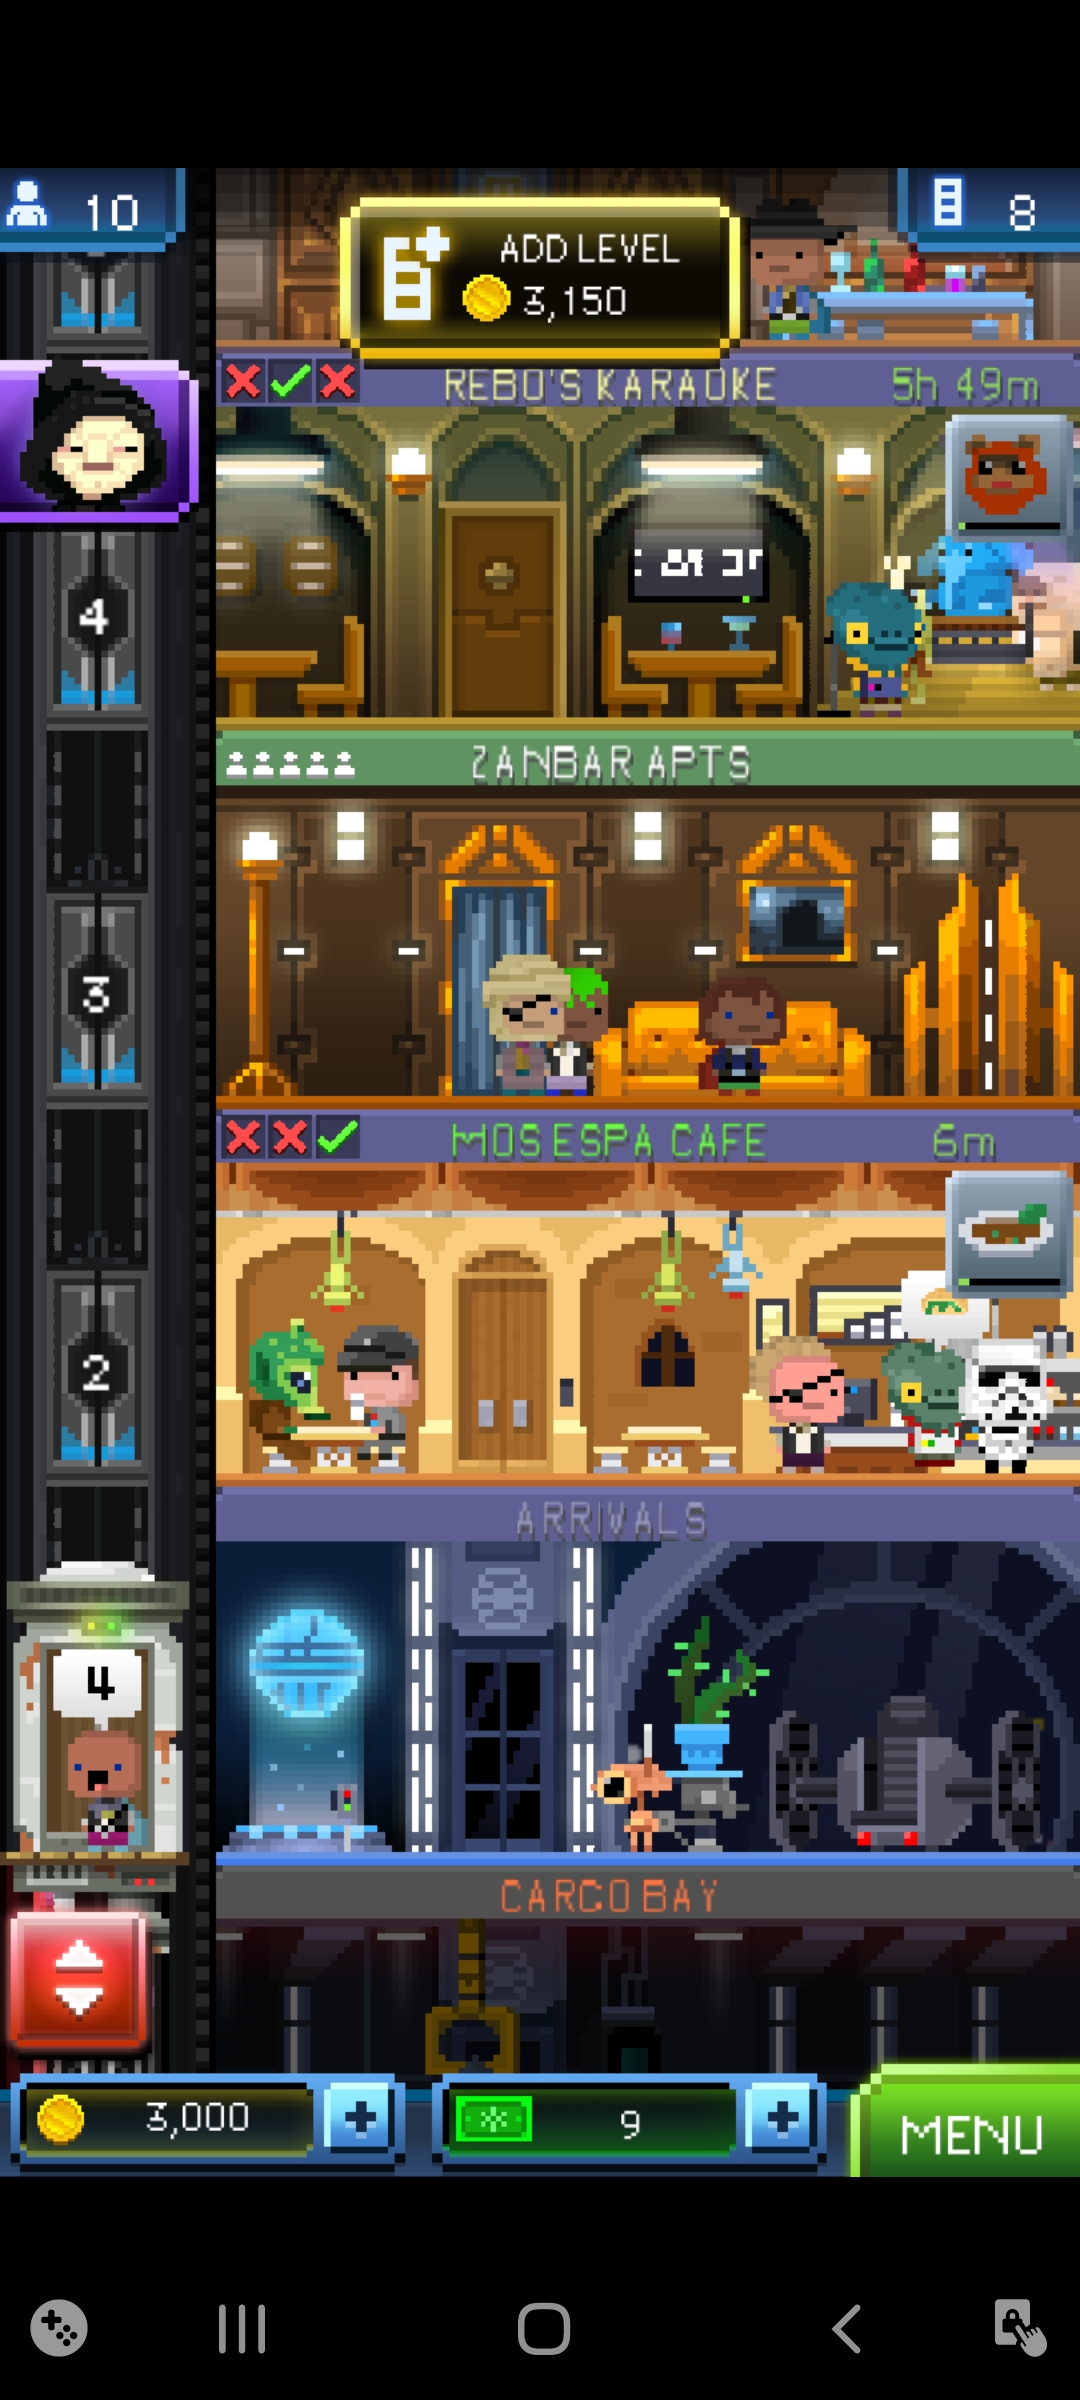 10
ADD LEVEL
3,150
8
REBO'S KARAOKE
5h 49m
4
ZANBAR APTS
3
MOS ESPA CAFE
6m
2
ARRIVALS
4
CARGO BAY
3,000
9
MENU